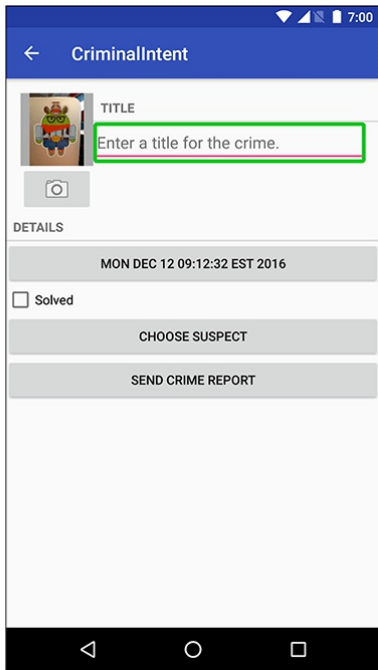 7:00
CriminalIntent
TITLE
Enter a title for the crime.
DETAILS
MON DEC 12 09:12:32 EST 2016
Solved
CHOOSE SUSPECT
SEND CRIME REPORT